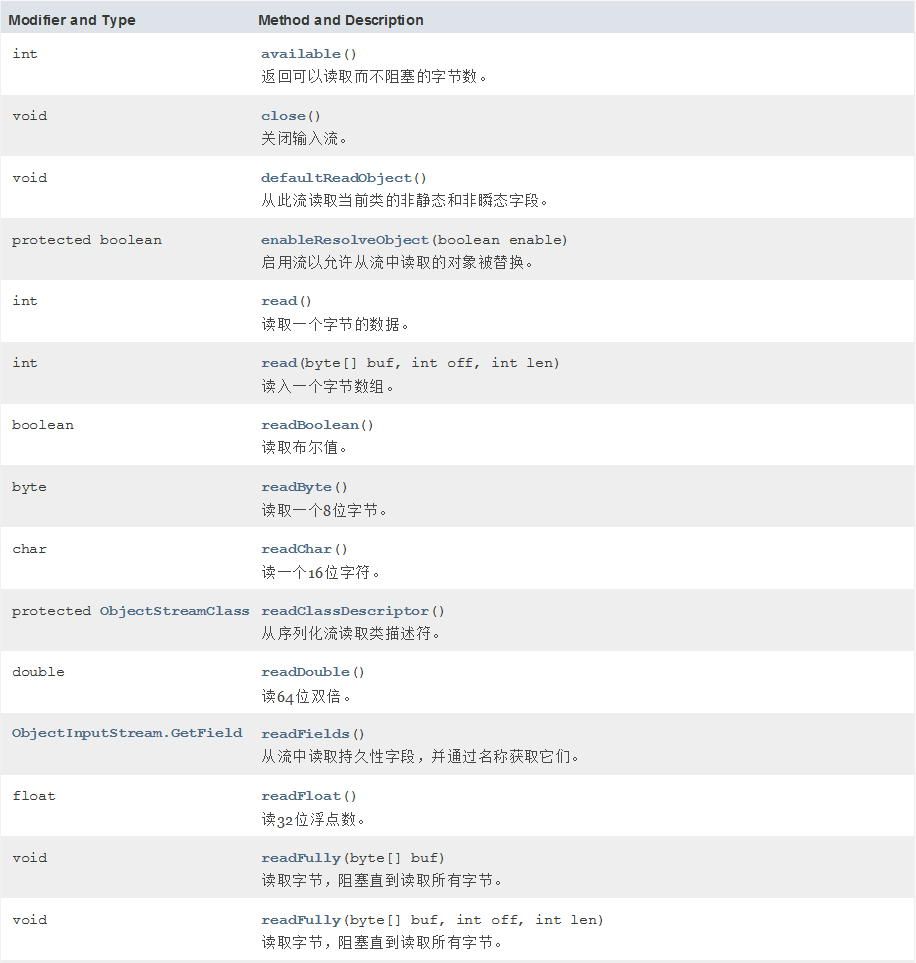 Modifier and Type Method and Description
int available()
返回可以读取而不阻塞的字节数。
void close()
关闭输入流。
void defaultReadObject()
从此流读取当前类的非静态和非瞬态字段。
protected boolean enableResolveObject(boolean enable)
启用流以允许从流中读取的对象被替换。
int read()
读取一个字节的数据。
int read(byte[] buf, int off, int len)
读入一个字节数组。
boolean readBoolean()
读取布尔值。
byte readByte()
读取一个8位字节。
char readChar()
读一个16位字符。
protected ObjectStreamClass readClassDescriptor()
从序列化流读取类描述符。
double readDouble()
读64位双倍。
ObjectInputStream.GetField readFields()
从流中读取持久性字段，并通过名称获取它们。
float readFloat()
读32位浮点数。
void readFully(byte[] buf)
读取字节，阻塞直到读取所有字节。
void readFully(byte[] buf, int off, int len)
读取字节，阻塞直到读取所有字节。